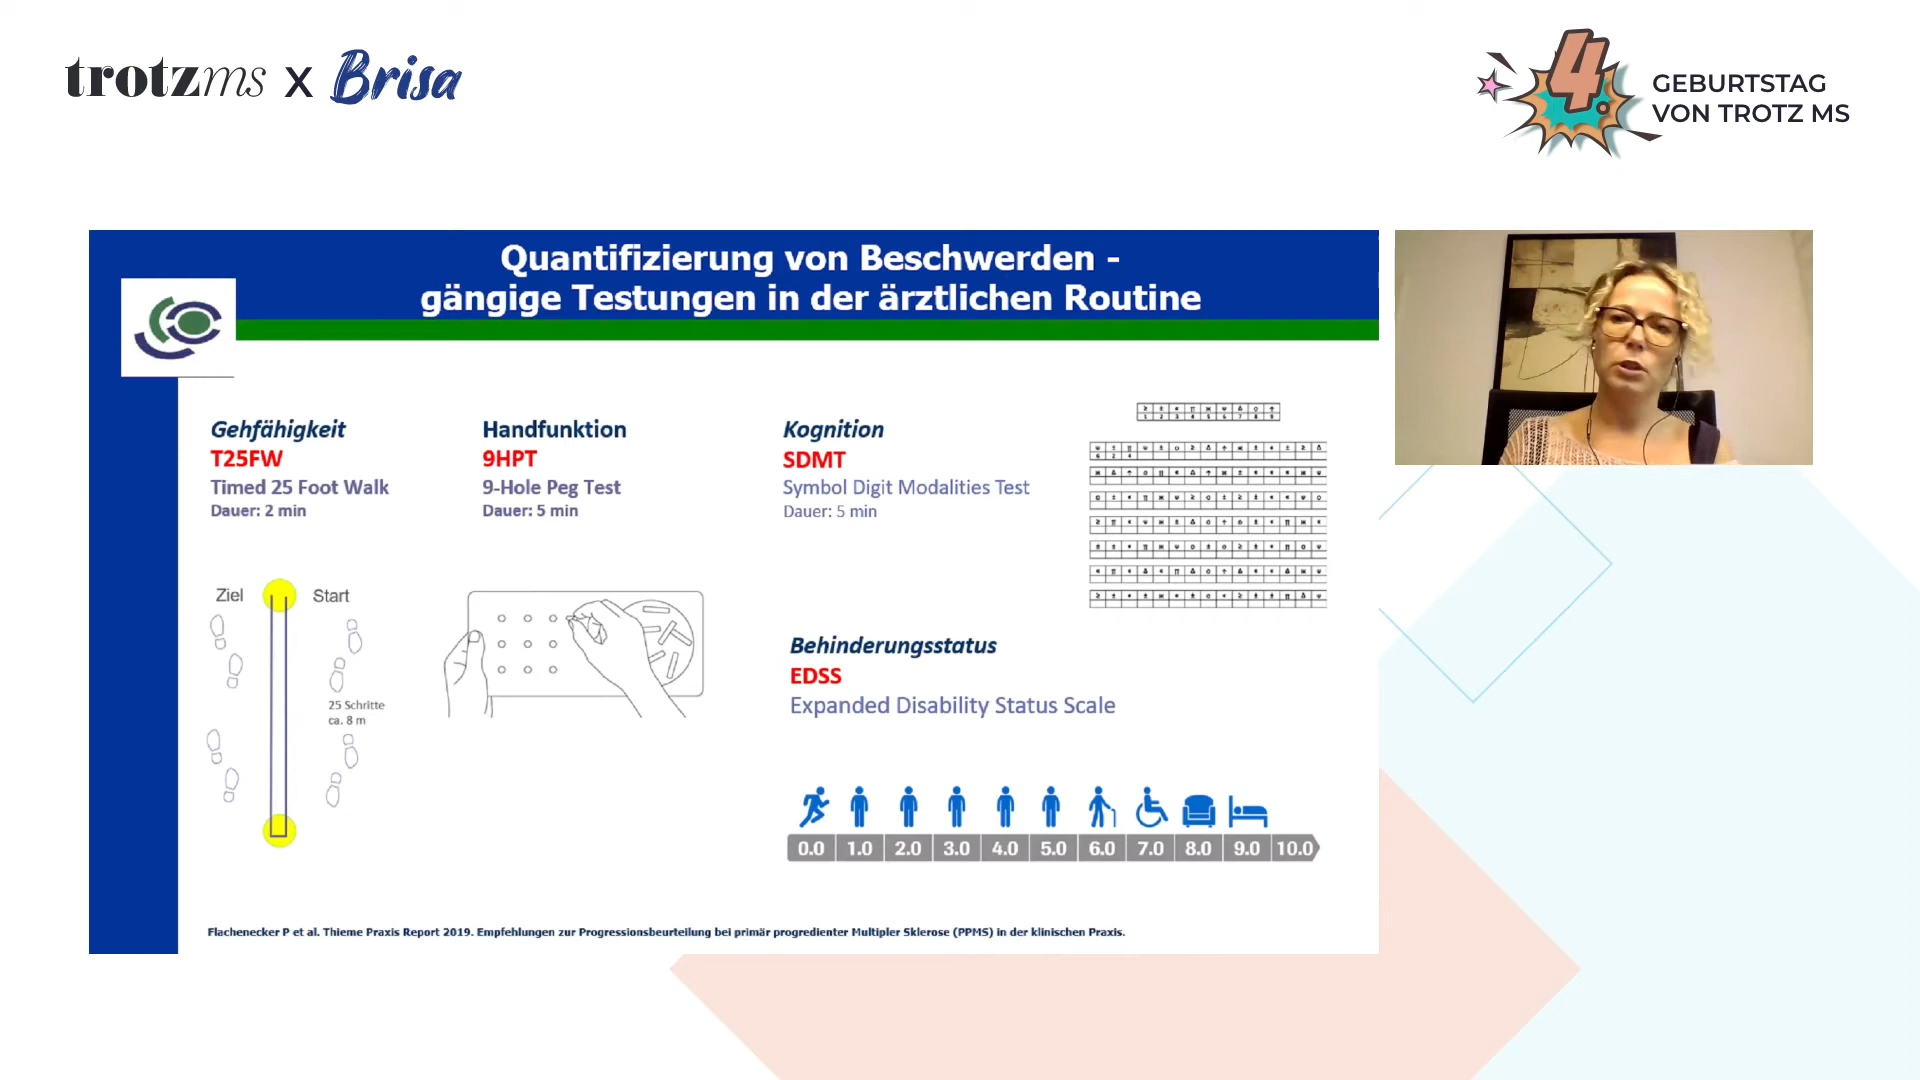 trotzms x Brisa
4.
GEBURTSTAG
VON TROTZ MS
Quantifizierung von Beschwerden -
gängige Testungen in der ärztlichen Routine
Gehfähigkeit
T25FW
Timed 25 Foot Walk
Dauer: 2 min
Handfunktion
9HPT
9-Hole Peg Test
Dauer: 5 min
Kognition
SDMT
Symbol Digit Modalities Test
Dauer: 5 min
Ziel
Start
25 Schritte
ca. 8 m
Behinderungsstatus
EDSS
Expanded Disability Status Scale
0.0 1.0 2.0 3.0 4.0 5.0 6.0 7.0 8.0 9.0 10.0
Flachenecker P et al. Thieme Praxis Report 2019. Empfehlungen zur Progressionsbeurteilung bei primär progredienter Multipler Sklerose (PPMS) in der klinischen Praxis.